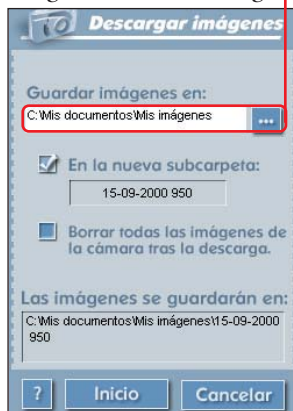 Descargar imágenes
Guardar imágenes en:
C:\Mis documentos\Mis imágenes
...
En la nueva subcarpeta:
15-09-2000 950
Borrar todas las imágenes de
la cámara tras la descarga.
Las imágenes se guardarán en:
C:\Mis documentos\Mis imágenes\15-09-2000
950
? Inicio Cancelar